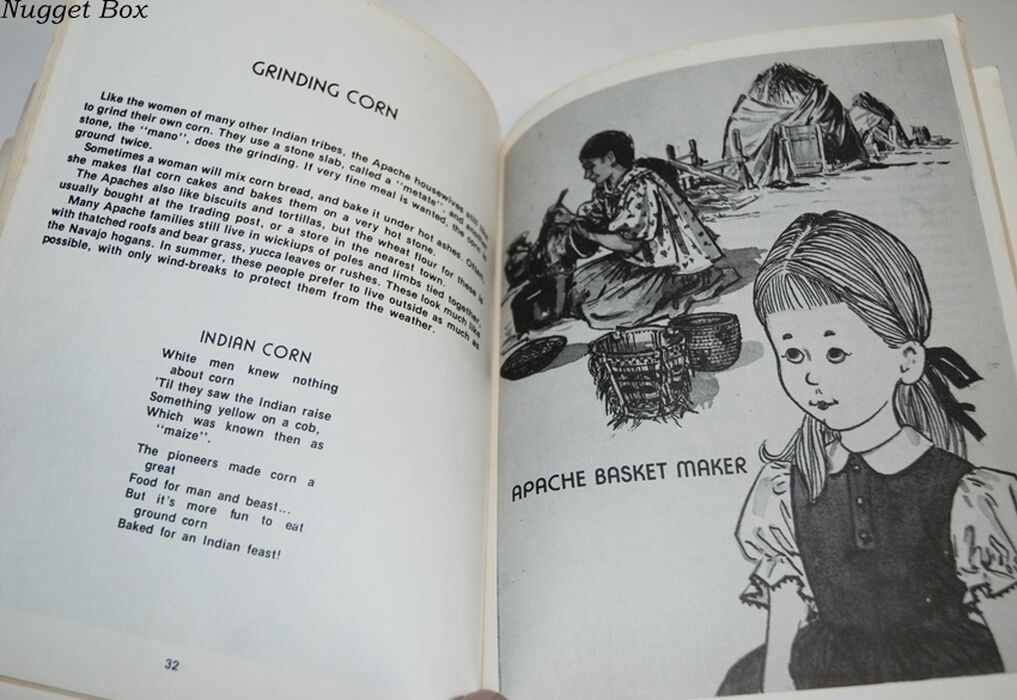 Nugget Box
GRINDING CORN
Like the women of many other Indian tribes, the Apache housewives still like
to grind their own corn. They use a stone slab, called a "metate", and another
stone, the "mano", does the grinding. If very fine meal is wanted, the corn is
ground twice.
Sometimes a woman will mix corn bread, and bake it under hot ashes. Often
she makes flat corn cakes and bakes them on a very hot stone.
The Apaches also like biscuits and tortillas, but the wheat flour for these is
usually bought at the trading post, or a store in the nearest town.
Many Apache families still live in wickiups of poles and limbs tied together,
with thatched roofs and bear grass, yucca leaves or rushes. These look much like
the Navajo hogans. In summer, these people prefer to live outside as much as
possible, with only wind-breaks to protect them from the weather.
INDIAN CORN
White men knew nothing
about corn
'Til they saw the Indian raise
Something yellow on a cob,
Which was known then as
"maize".
The pioneers made corn a
great
Food for man and beast...
But it's more fun to eat
ground corn
Baked for an Indian feast!
32
APACHE BASKET MAKER